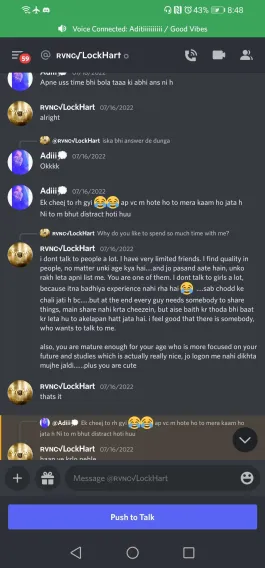 43% 8:48
Voice Connected: Aditiiiiiiiiii / Good Vibes
59
@ RVNC√LockHart
Adiii 07/16/2022
Apne uss time bhi bola taaa ki abhi ans ni h
RVNC√LockHart 07/16/2022
alright
@RVNC√LockHart iska bhi answer de dunga
Adiii💭 07/16/2022
Okkkk
Adiii💭 07/16/2022
Ek cheej to rh gyi 😂😂 ap vc m hote ho to mera kaam ho jata h
Ni to m bhut distract hoti huu
RVNC√LockHart Why do you like to spend so much time with me?
RVNC√LockHart 07/16/2022
i dont talk to people a lot. I have very limited friends. I find quality in
people, no matter unki age kya hai....and jo pasand aate hain, unko
rakh leta apni list me. You are one of them. I dont talk to girls a lot,
because itna badhiya experience nahi rha hai 😂 ....sab chodd ke
chali jati h bc....but at the end every guy needs somebody to share
things, main share nahi krta cheezein, but aise baith kr thoda bhi baat
kr leta hu to akelapan hatt jata hai. i feel good that there is somebody,
who wants to talk to me.
also, you are mature enough for your age who is more focused on your
future and studies which is actually really nice, jo logon me nahi dikhta
mujhe jaldi.....plus you are cute
RVNC√LockHart 07/16/2022
thats it
@Adiii💭 Ek cheej to rh gyi 😂😂 ap vc m hote ho to mera kaam ho
jata h Ni to m bhut distract hoti huu
RVNC√LockHart 07/16/2022
Message @RVNC√LockHart
Push to Talk